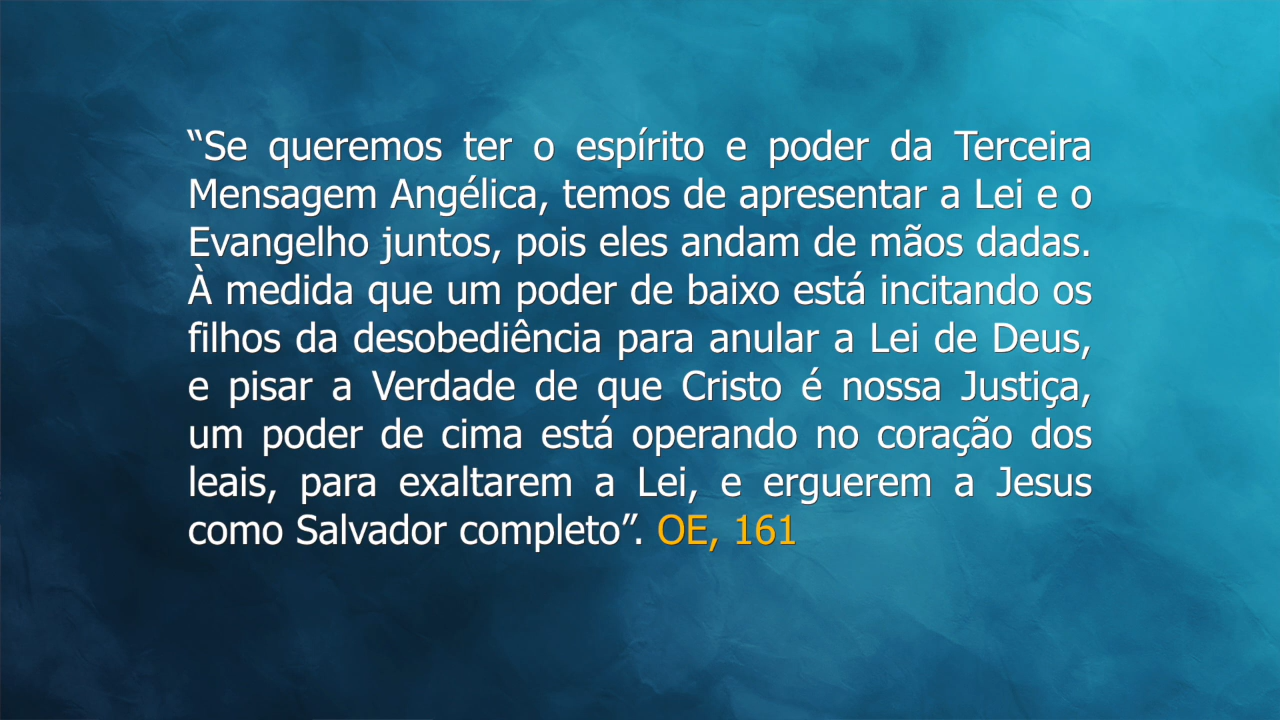 “Se queremos ter o espírito e poder da Terceira
Mensagem Angélica, temos de apresentar a Lei e o
Evangelho juntos, pois eles andam de mãos dadas.
À medida que um poder de baixo está incitando os
filhos da desobediência para anular a Lei de Deus,
e pisar a Verdade de que Cristo é nossa Justiça,
um poder de cima está operando no coração dos
leais, para exaltarem a Lei, e erguerem a Jesus
como Salvador completo”. OE, 161